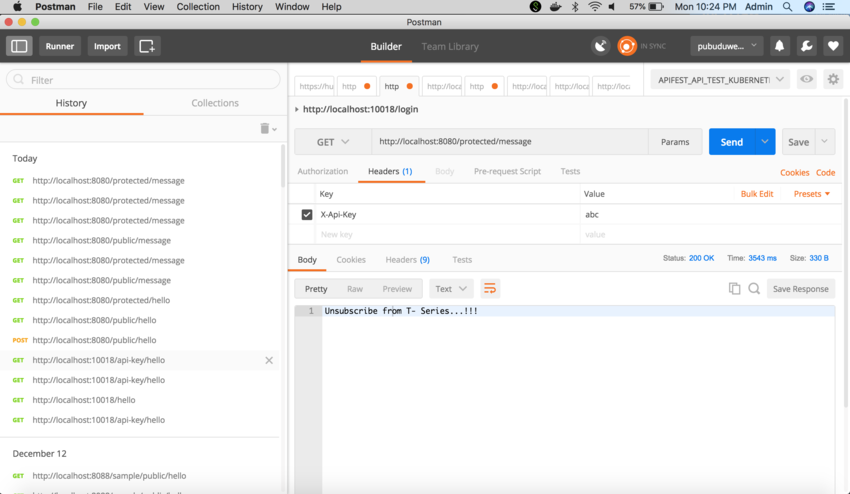 Postman File Edit View Collection History Window Help 57% Mon 10:24 PM Admin
Postman
Runner Import Builder Team Library IN SYNC pubuduwe...
Filter
History Collections
Today
GET http://localhost:8080/protected/message
GET http://localhost:8080/protected/message
GET http://localhost:8080/protected/message
GET http://localhost:8080/public/message
GET http://localhost:8080/protected/message
GET http://localhost:8080/public/message
GET http://localhost:8080/protected/hello
GET http://localhost:8080/public/hello
POST http://localhost:8080/public/hello
GET http://localhost:10018/api-key/hello
GET http://localhost:10018/api-key/hello
GET http://localhost:10018/hello
GET http://localhost:10018/api-key/hello
December 12
GET http://localhost:8088/sample/public/hello
https://hu http http http://loca http http://loca http://loca http://loc APIFEST_API_TEST_KUBERNET
http://localhost:10018/login
GET http://localhost:8080/protected/message Params Send Save
Authorization Headers (1) Body Pre-request Script Tests Cookies Code
Key Value Bulk Edit Presets
X-Api-Key abc
New key value
Body Cookies Headers (9) Tests Status: 200 OK Time: 3543 ms Size: 330 B
Pretty Raw Preview Text Save Response
1 Unsubscribe from T- Series...!!!